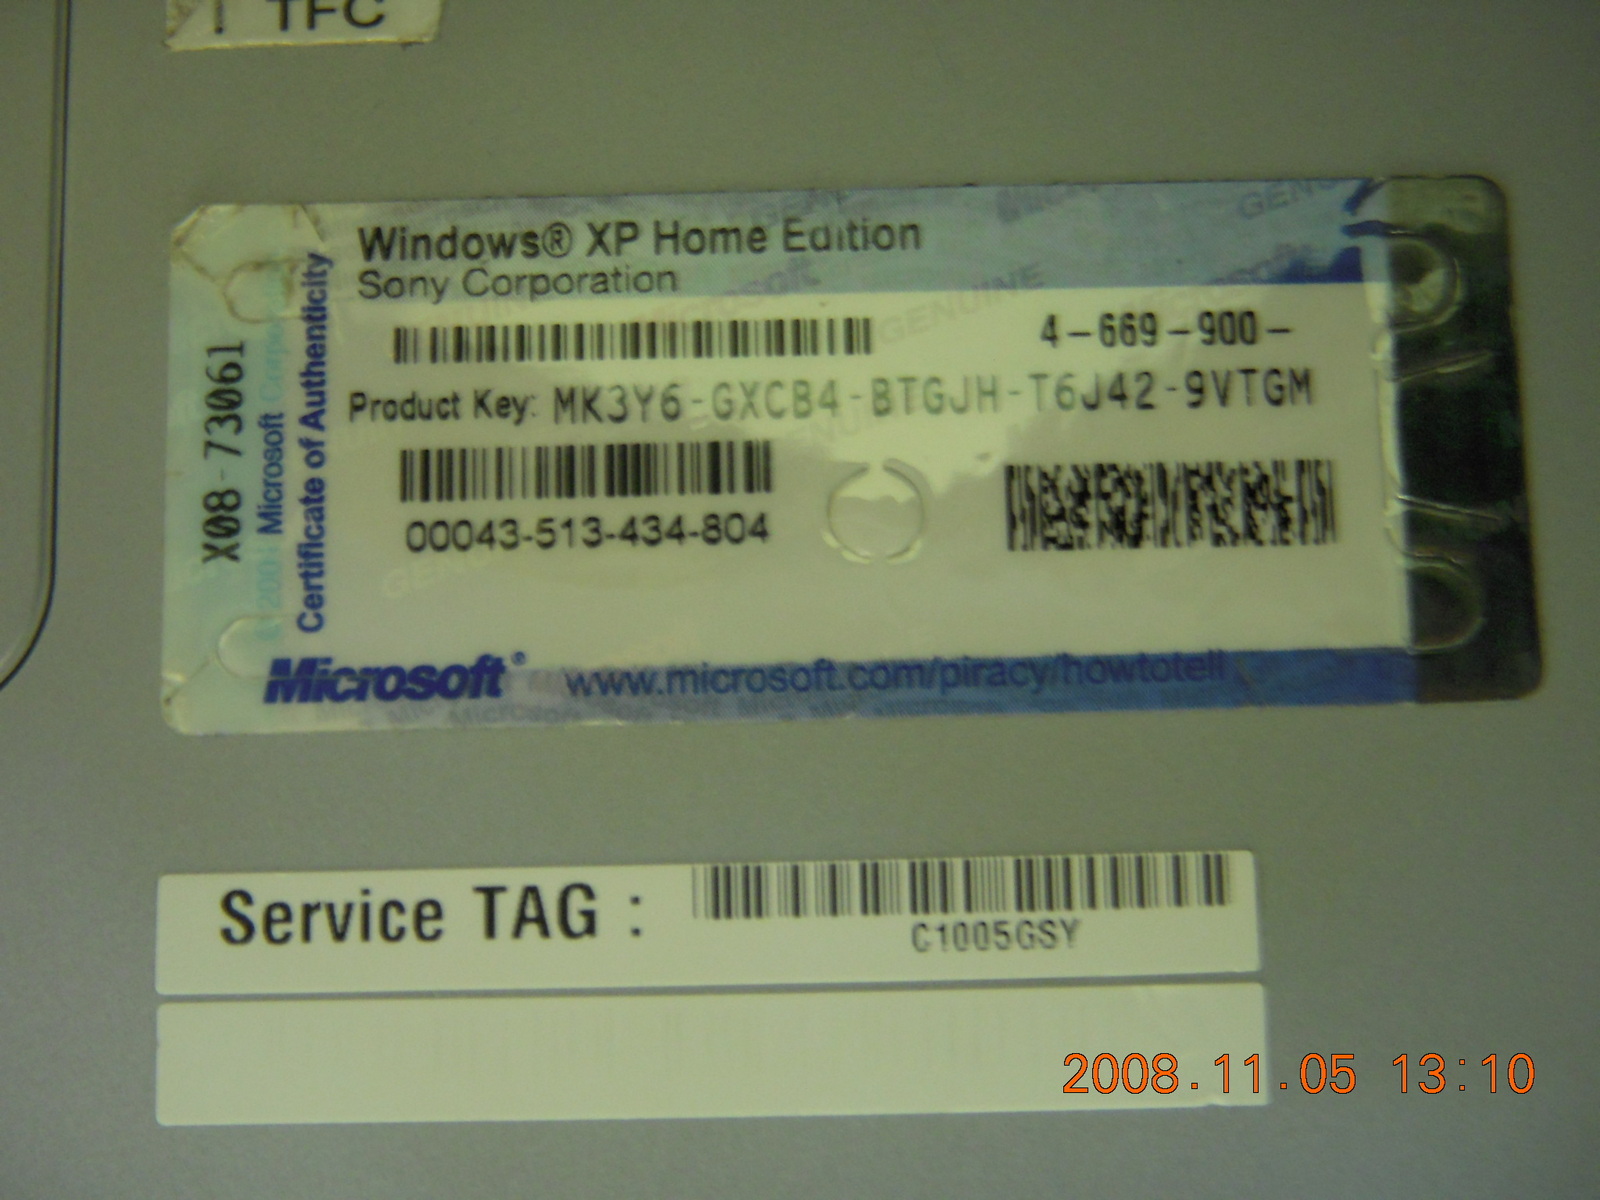 TFC
Windows® XP Home Edition
Sony Corporation
4-669-900-
Product Key: MK3Y6-GXCB4-BTGJH-T6J42-9VTGM
00043-513-434-804
X08-73061
Microsoft Corporation
Certificate of Authenticity
GENUINE
Microsoft® www.microsoft.com/piracy/howtotell
Service TAG :
C1005GSY
2008.11.05 13:10